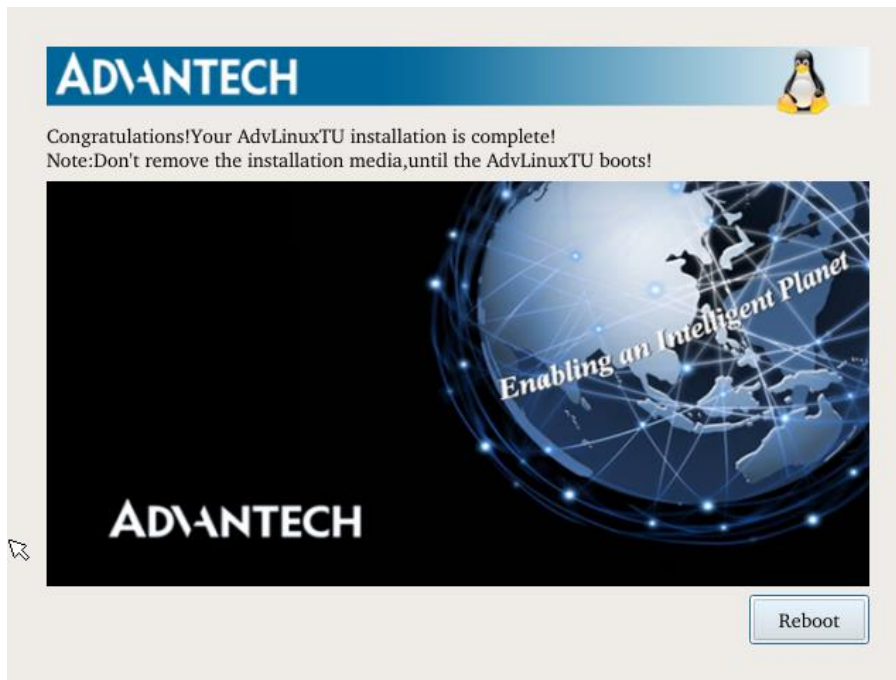 ADVANTECH
Congratulations!Your AdvLinuxTU installation is complete!
Note:Don't remove the installation media,until the AdvLinuxTU boots!
Enabling an Intelligent Planet
ADVANTECH
Reboot